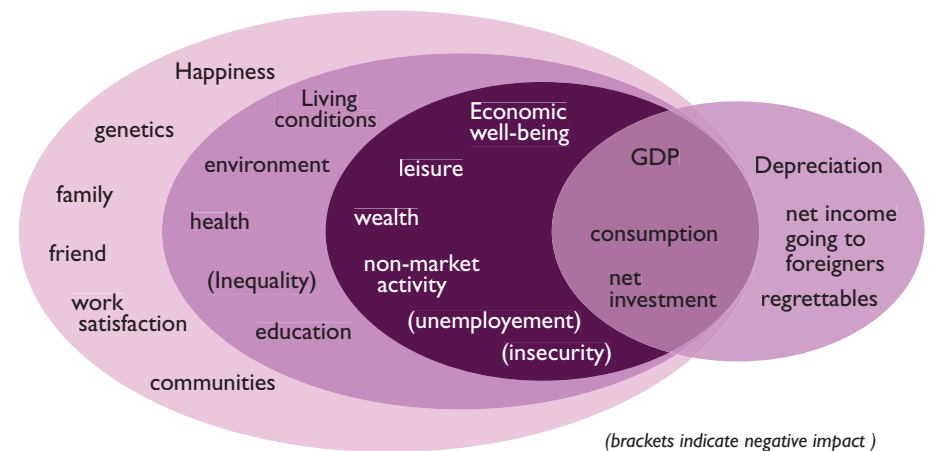 Happiness
genetics
family
friend
work
satisfaction
communities
Living
conditions
environment
health
(Inequality)
education
Economic
well-being
leisure
wealth
non-market
activity
(unemployement)
(insecurity)
GDP
consumption
net
investment
Depreciation
net income
going to
foreigners
regrettables
(brackets indicate negative impact )